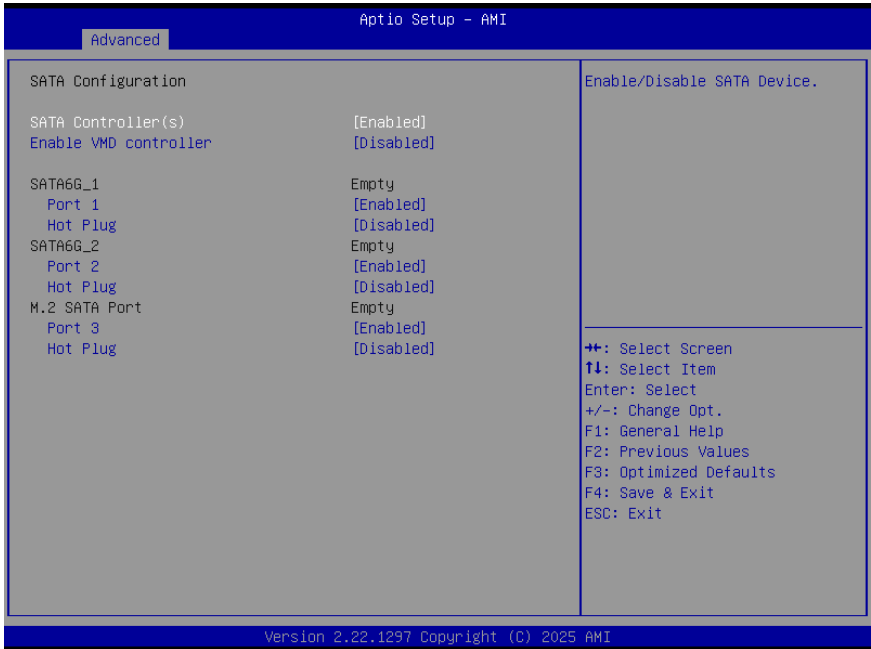 Aptio Setup – AMI
Advanced
SATA Configuration
SATA Controller(s) [Enabled]
Enable VMD controller [Disabled]
SATA6G_1 Empty
Port 1 [Enabled]
Hot Plug [Disabled]
SATA6G_2 Empty
Port 2 [Enabled]
Hot Plug [Disabled]
M.2 SATA Port Empty
Port 3 [Enabled]
Hot Plug [Disabled]
Enable/Disable SATA Device.
→←: Select Screen
↑↓: Select Item
Enter: Select
+/-: Change Opt.
F1: General Help
F2: Previous Values
F3: Optimized Defaults
F4: Save & Exit
ESC: Exit
Version 2.22.1297 Copyright (C) 2025 AMI